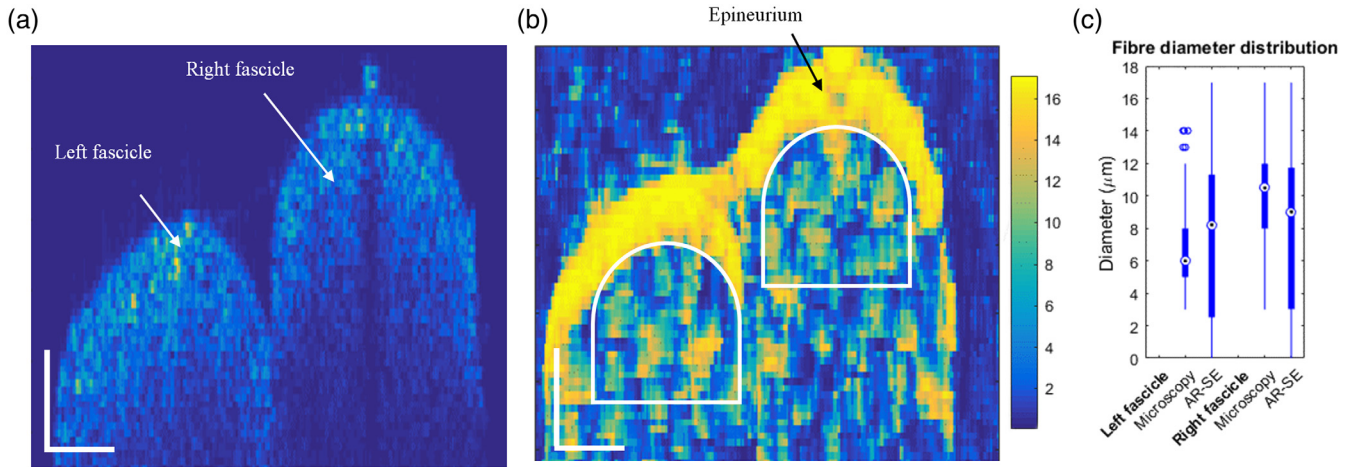 (a)
Right fascicle
Left fascicle
(b)
Epineurium
16
14
12
10
8
6
4
2
(c)
Fibre diameter distribution
Diameter (μm)
18
16
14
12
10
8
6
4
2
0
Left fascicle
Microscopy
AR-SE
Right fascicle
Microscopy
AR-SE